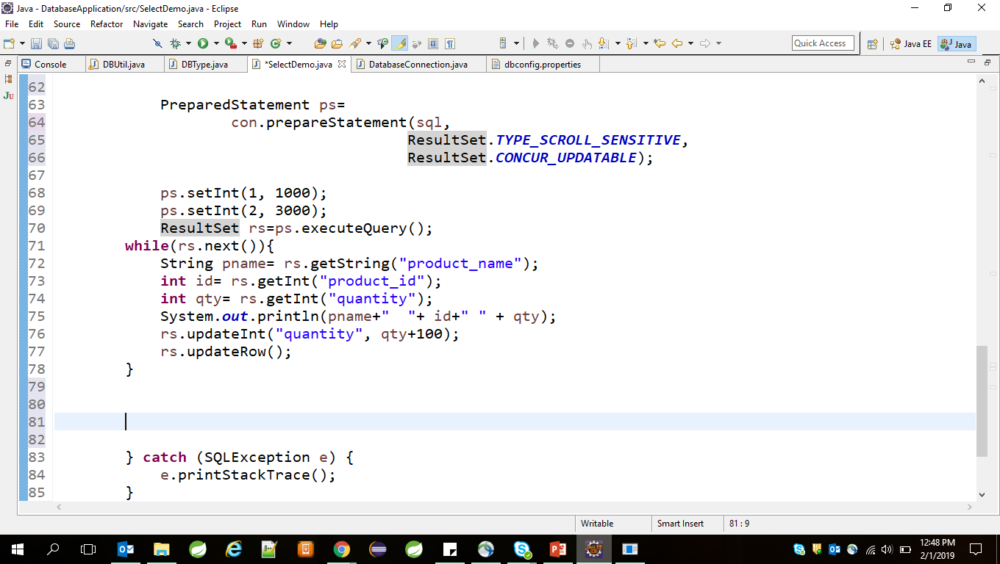 Java - DatabaseApplication/src/SelectDemo.java - Eclipse
File Edit Source Refactor Navigate Search Project Run Window Help
Quick Access Java EE Java
Console DBUtil.java DBType.java *SelectDemo.java DatabaseConnection.java dbconfig.properties
62
63 PreparedStatement ps=
64 con.prepareStatement(sql,
65 ResultSet.TYPE_SCROLL_SENSITIVE,
66 ResultSet.CONCUR_UPDATABLE);
67
68 ps.setInt(1, 1000);
69 ps.setInt(2, 3000);
70 ResultSet rs=ps.executeQuery();
71 while(rs.next()){
72 String pname= rs.getString("product_name");
73 int id= rs.getInt("product_id");
74 int qty= rs.getInt("quantity");
75 System.out.println(pname+"  "+ id+" " + qty);
76 rs.updateInt("quantity", qty+100);
77 rs.updateRow();
78 }
79
80
81
82
83 } catch (SQLException e) {
84 e.printStackTrace();
85 }
Writable Smart Insert 81 : 9
12:48 PM
2/1/2019